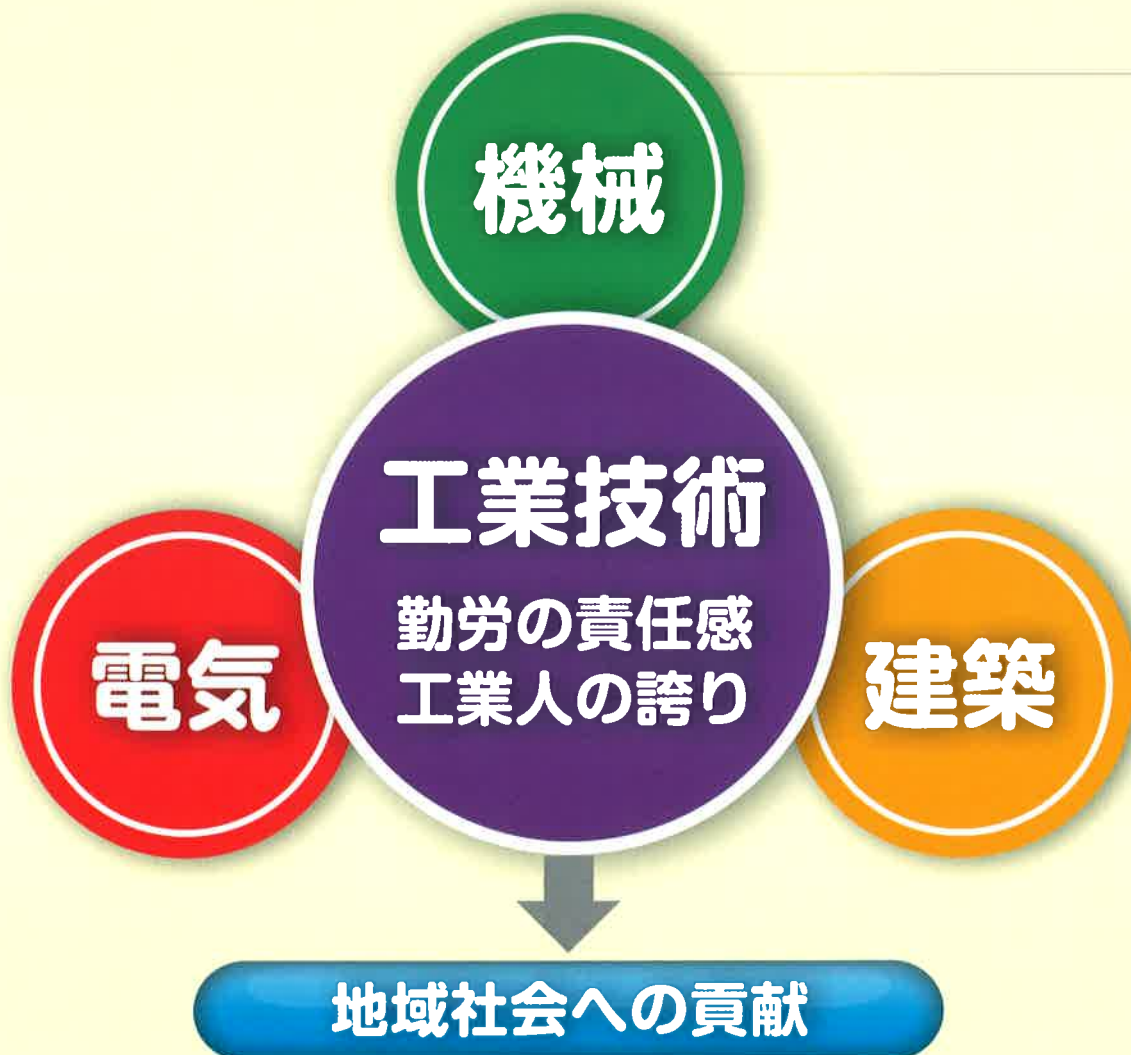 機械
工業技術
勤労の責任感
工業人の誇り
電気
建築
地域社会への貢献